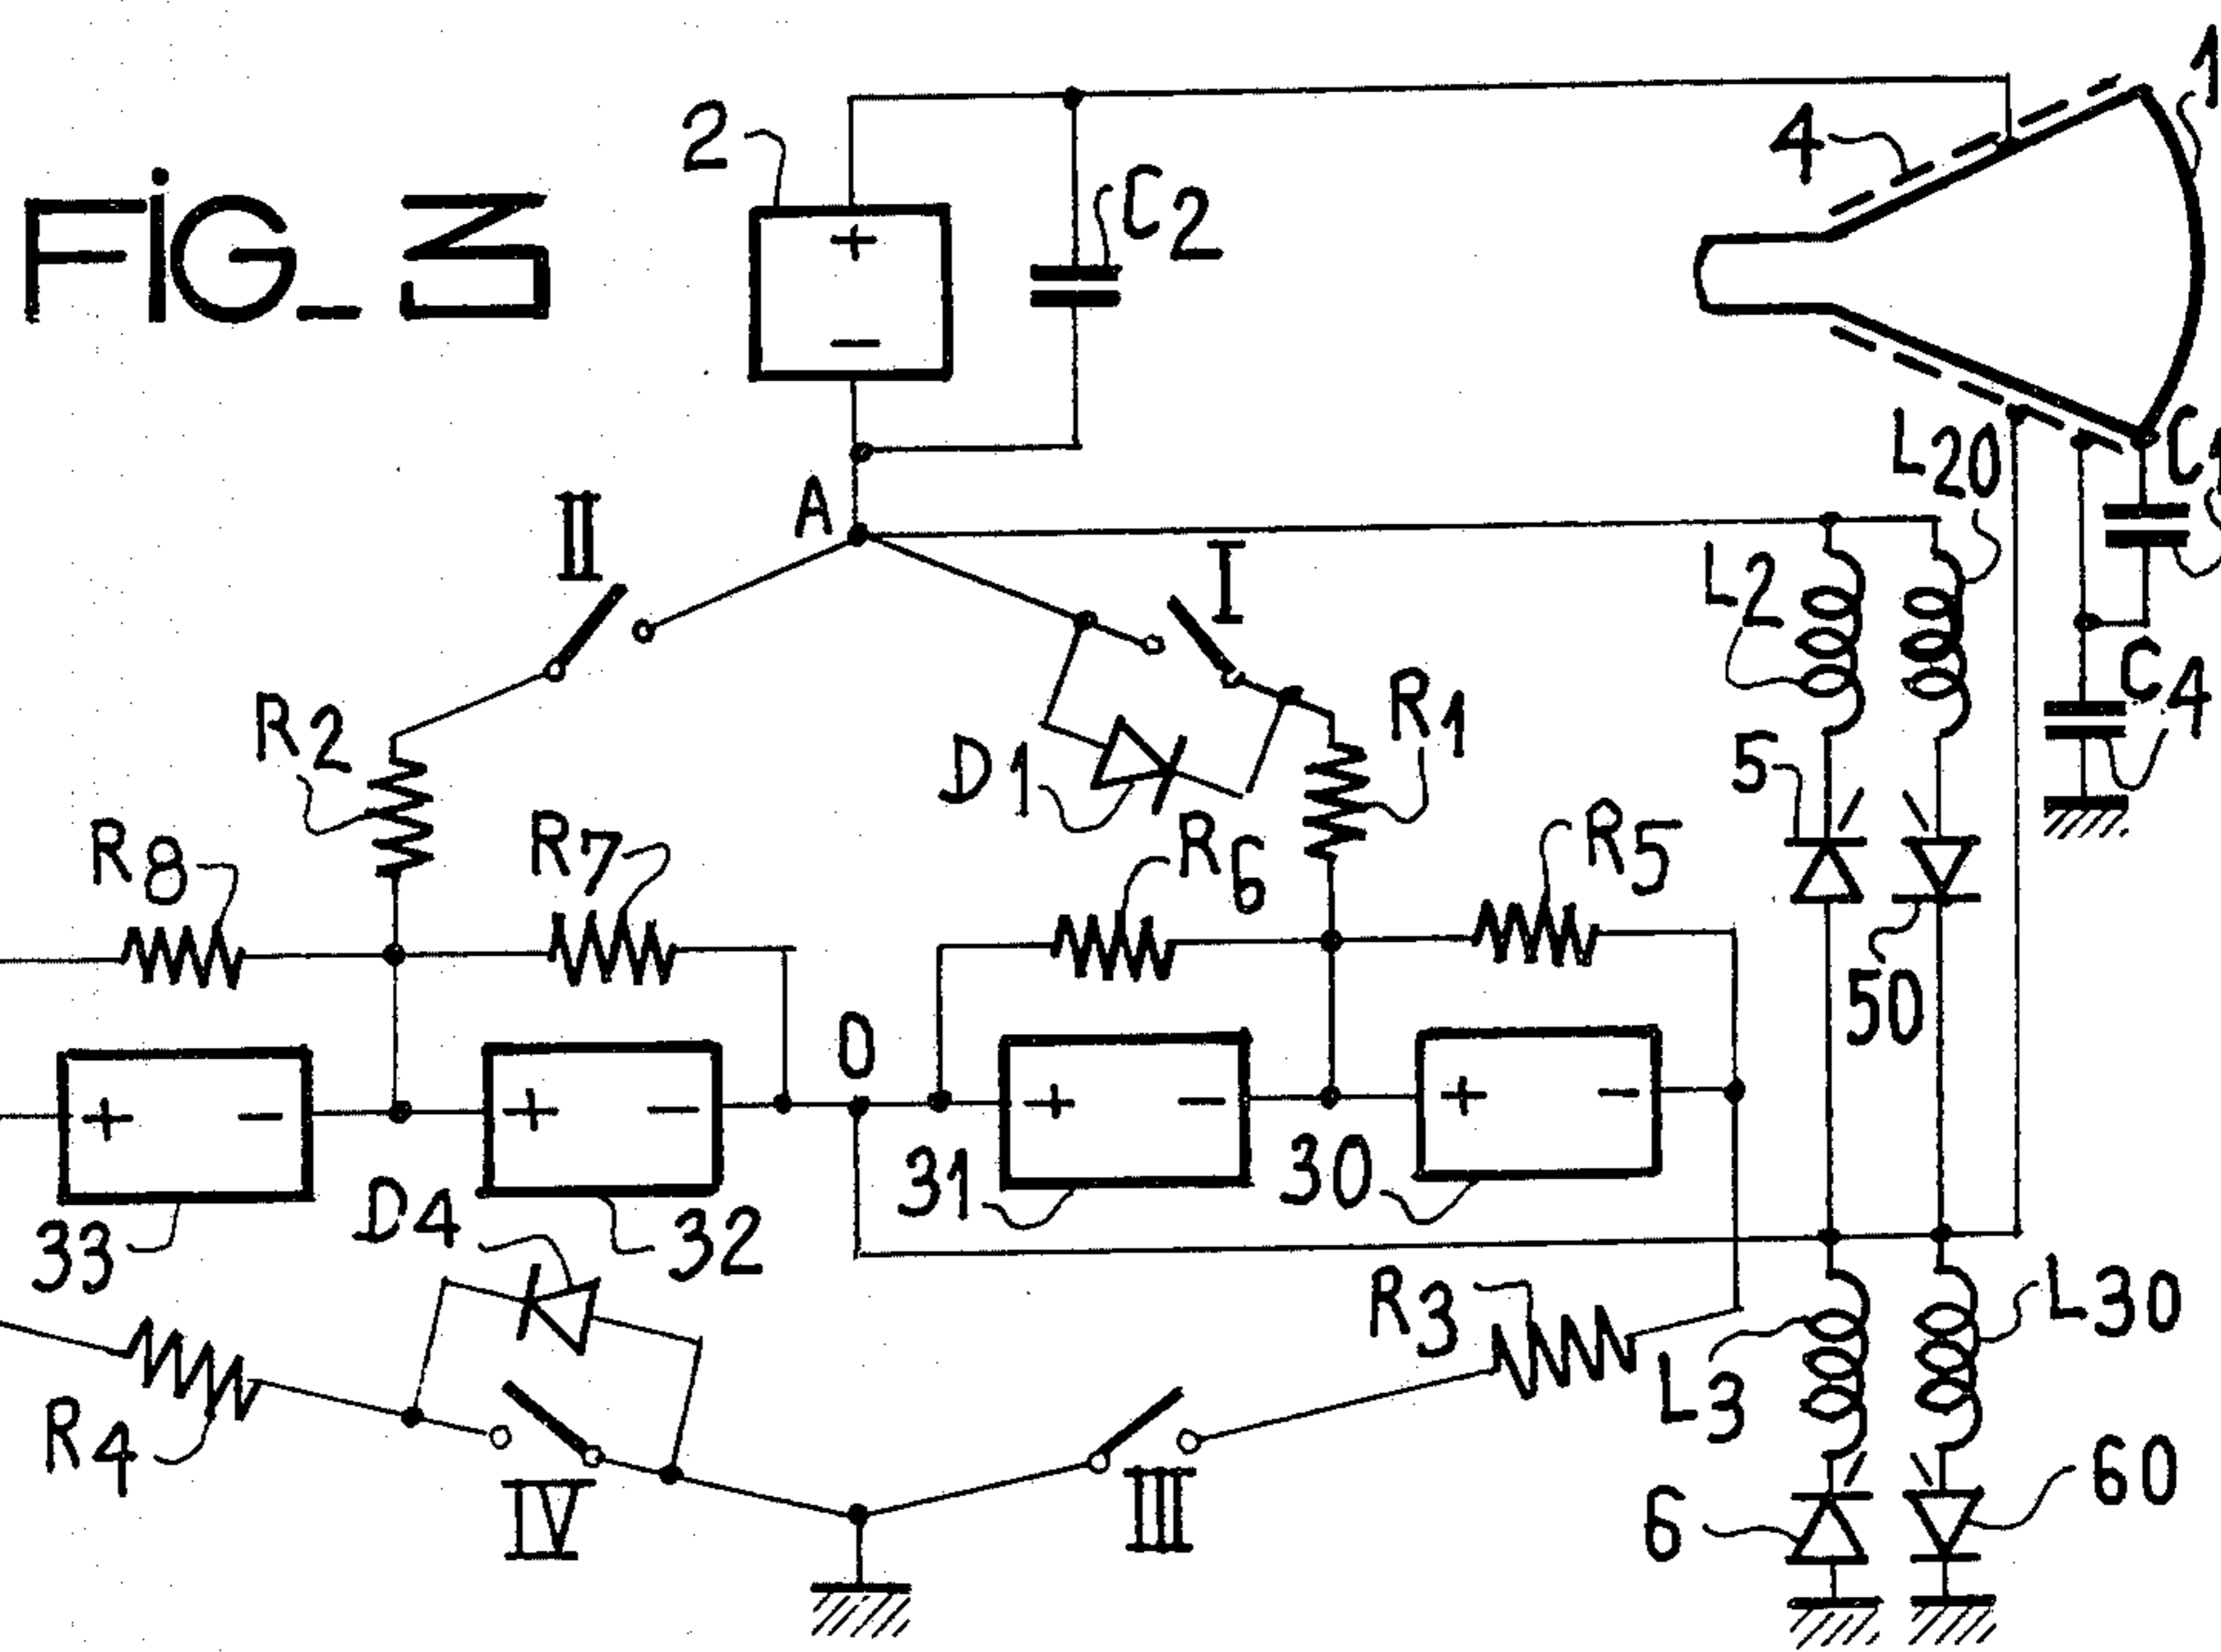 FiG_3
2
C2
4
1
A
II
I
L20
C1
L2
R2
D1
R1
5
C4
R8
R7
R6
R5
50
O
+
−
+ −
+ −
+ −
+ −
33
D4
32
31
30
R3
L30
R4
L3
IV
III
6
60